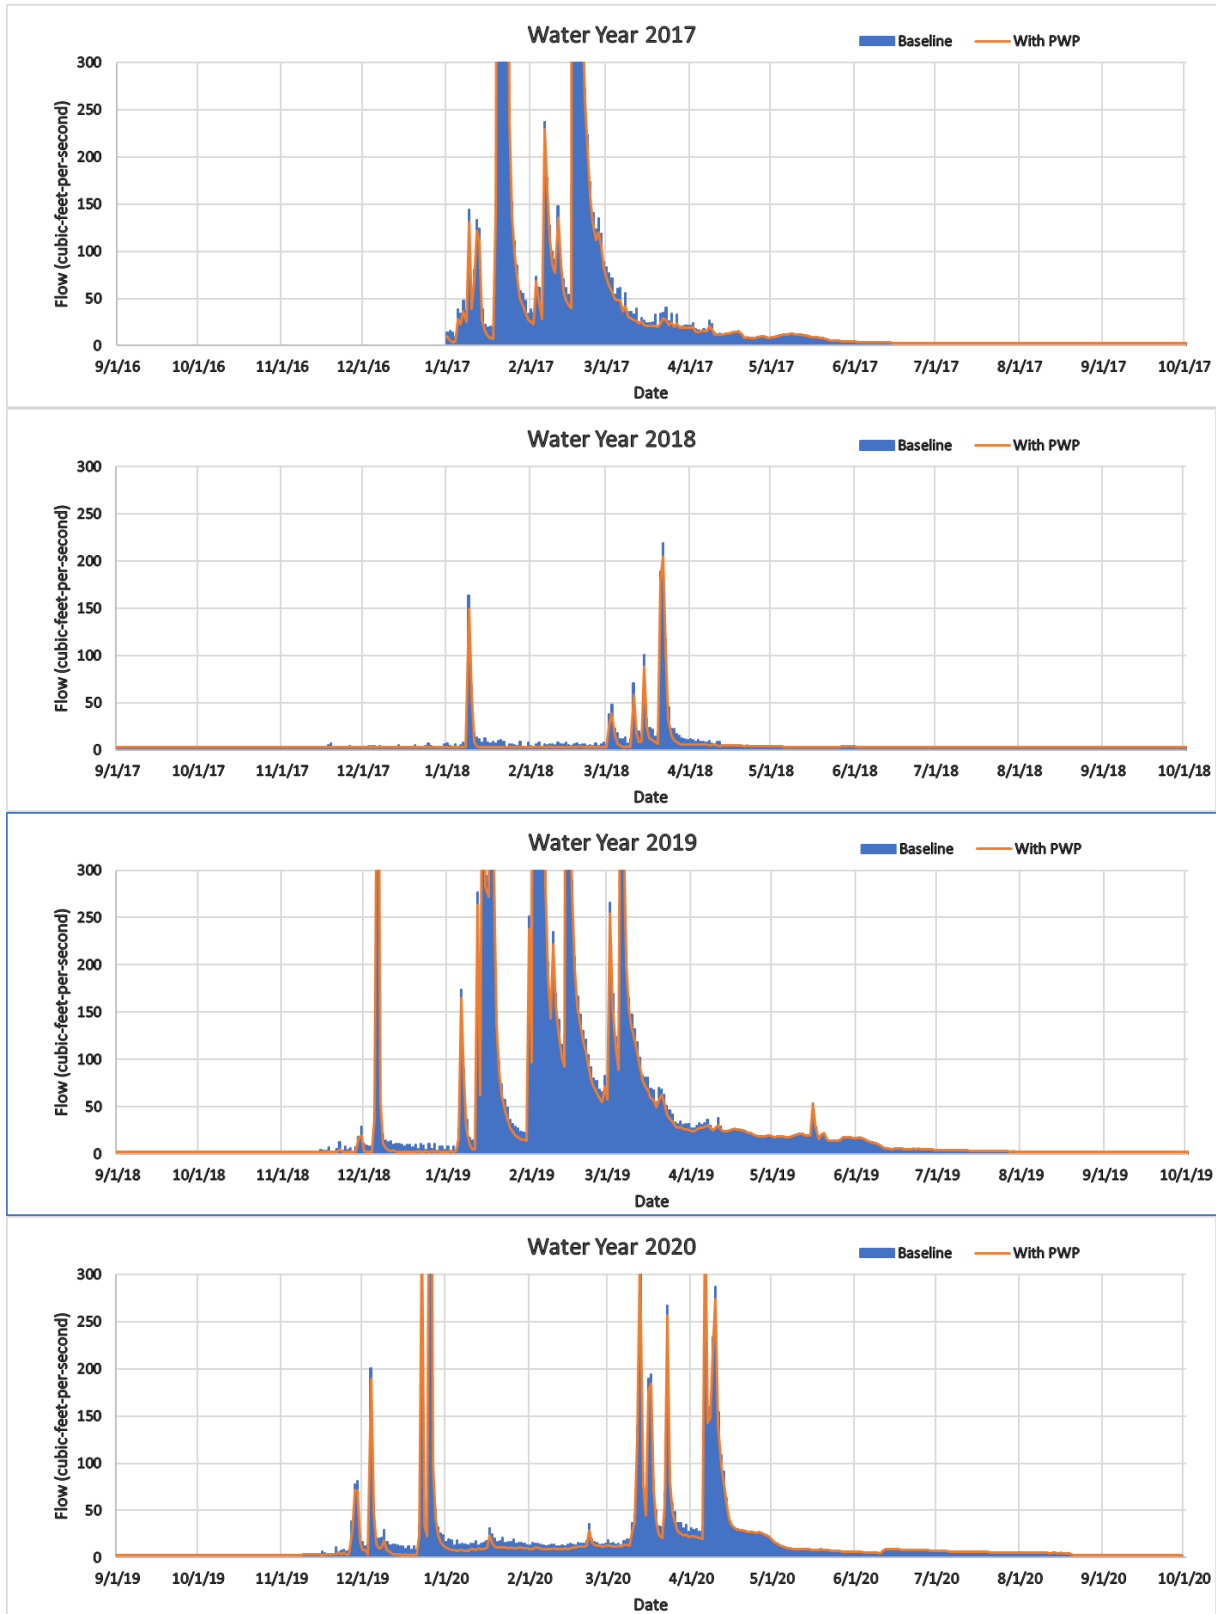 Water Year 2017
Baseline With PWP
Flow (cubic-feet-per-second)
300
250
200
150
100
50
0
9/1/16 10/1/16 11/1/16 12/1/16 1/1/17 2/1/17 3/1/17 4/1/17 5/1/17 6/1/17 7/1/17 8/1/17 9/1/17 10/1/17
Date
Water Year 2018
Baseline With PWP
Flow (cubic-feet-per-second)
300
250
200
150
100
50
0
9/1/17 10/1/17 11/1/17 12/1/17 1/1/18 2/1/18 3/1/18 4/1/18 5/1/18 6/1/18 7/1/18 8/1/18 9/1/18 10/1/18
Date
Water Year 2019
Baseline With PWP
Flow (cubic-feet-per-second)
300
250
200
150
100
50
0
9/1/18 10/1/18 11/1/18 12/1/18 1/1/19 2/1/19 3/1/19 4/1/19 5/1/19 6/1/19 7/1/19 8/1/19 9/1/19 10/1/19
Date
Water Year 2020
Baseline With PWP
Flow (cubic-feet-per-second)
300
250
200
150
100
50
0
9/1/19 10/1/19 11/1/19 12/1/19 1/1/20 2/1/20 3/1/20 4/1/20 5/1/20 6/1/20 7/1/20 8/1/20 9/1/20 10/1/20
Date